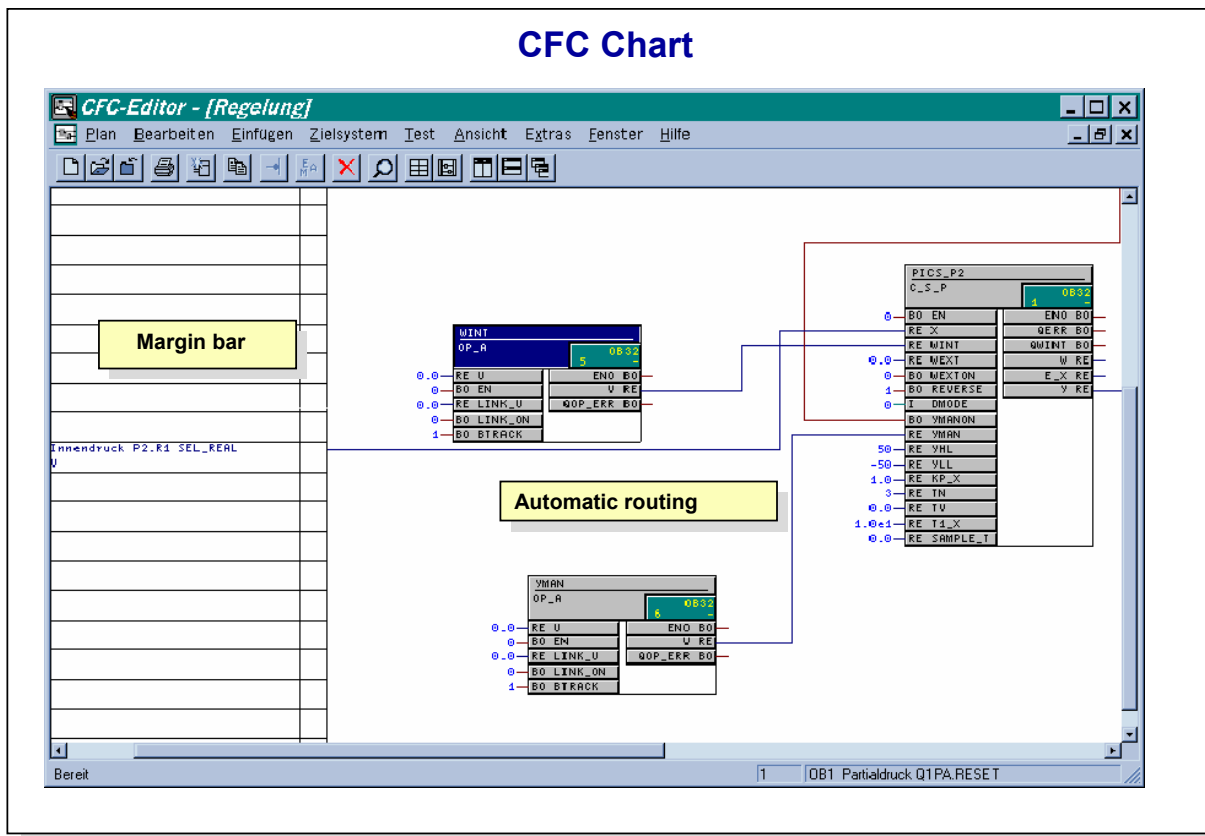 CFC Chart
CFC-Editor - [Regelung]
Plan Bearbeiten Einfügen Zielsystem Test Ansicht Extras Fenster Hilfe
E A
M
Margin bar
Innendruck P2.R1 SEL_REAL
V
WINT
OP_A
OB32
5 -
0.0 RE U ENO BO
0 BO EN V RE
0.0 RE LINK_U QOP_ERR BO
0 BO LINK_ON
1 BO BTRACK
PICS_P2
C_S_P
OB32
1 -
0 BO EN ENO BO
RE X QERR BO
RE WINT QWINT BO
0.0 RE WEXT W RE
0 BO WEXTON E_X RE
1 BO REVERSE Y RE
0 I DMODE
BO YMANON
RE YMAN
50 RE YHL
-50 RE YLL
1.0 RE KP_X
3 RE TN
0.0 RE TV
1.0e1 RE T1_X
0.0 RE SAMPLE_T
Automatic routing
YMAN
OP_A
OB32
6 -
0.0 RE U ENO BO
0 BO EN V RE
0.0 RE LINK_U QOP_ERR BO
0 BO LINK_ON
1 BO BTRACK
Bereit
1
OB1 Partialdruck Q1PA.RESET